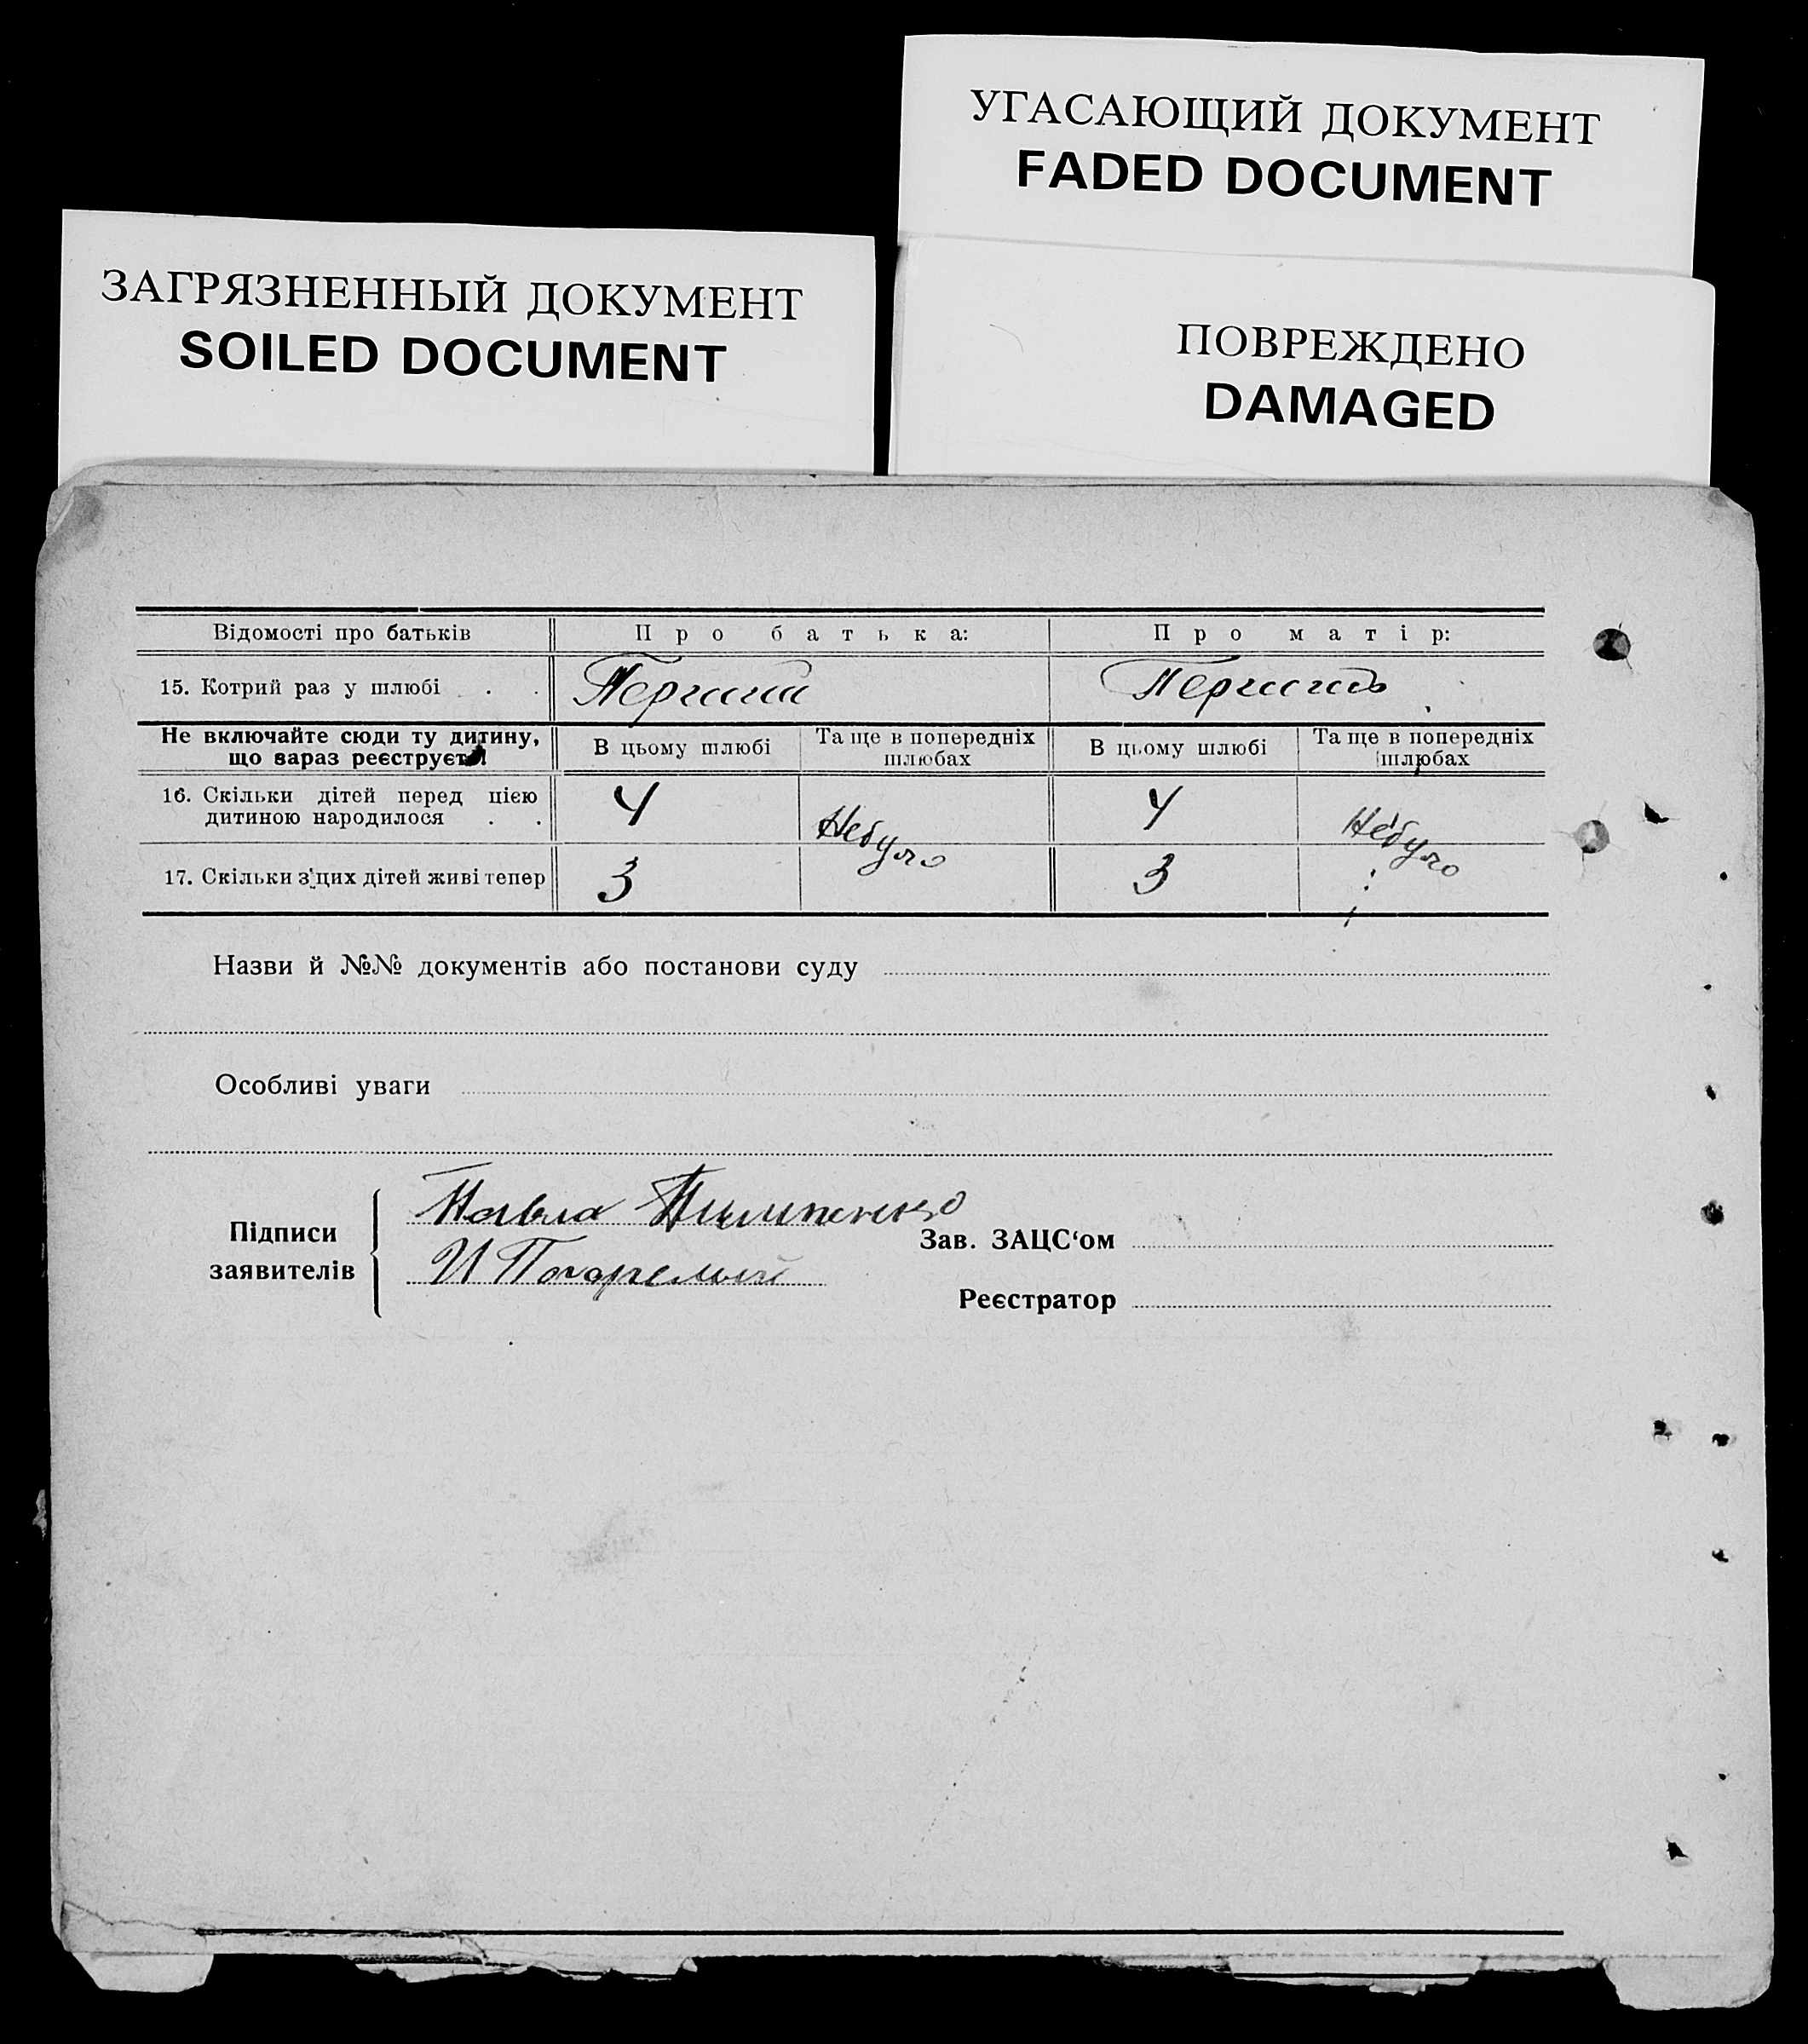 УГАСАЮЩИЙ ДОКУМЕНТ
FADED DOCUMENT
ЗАГРЯЗНЕННЫЙ ДОКУМЕНТ
SOILED DOCUMENT
ПОВРЕЖДЕНО
DAMAGED
Відомості про батьків Про батька: Про матір:
15. Котрий раз у шлюбі . .
Не включайте сюди ту дитину, що зараз реєструєте В цьому шлюбі Та ще в попередніх шлюбах В цьому шлюбі Та ще в попередніх шлюбах
16. Скільки дітей перед цією дитиною народилося . . 4 Небуло 4 Небуло
17. Скільки з'цих дітей живі тепер 3 3
Назви й №№ документів або постанови суду
Особливі уваги
Підписи
заявителів
Павла
И Погорелый
Зав. ЗАЦС'ом
Реєстратор